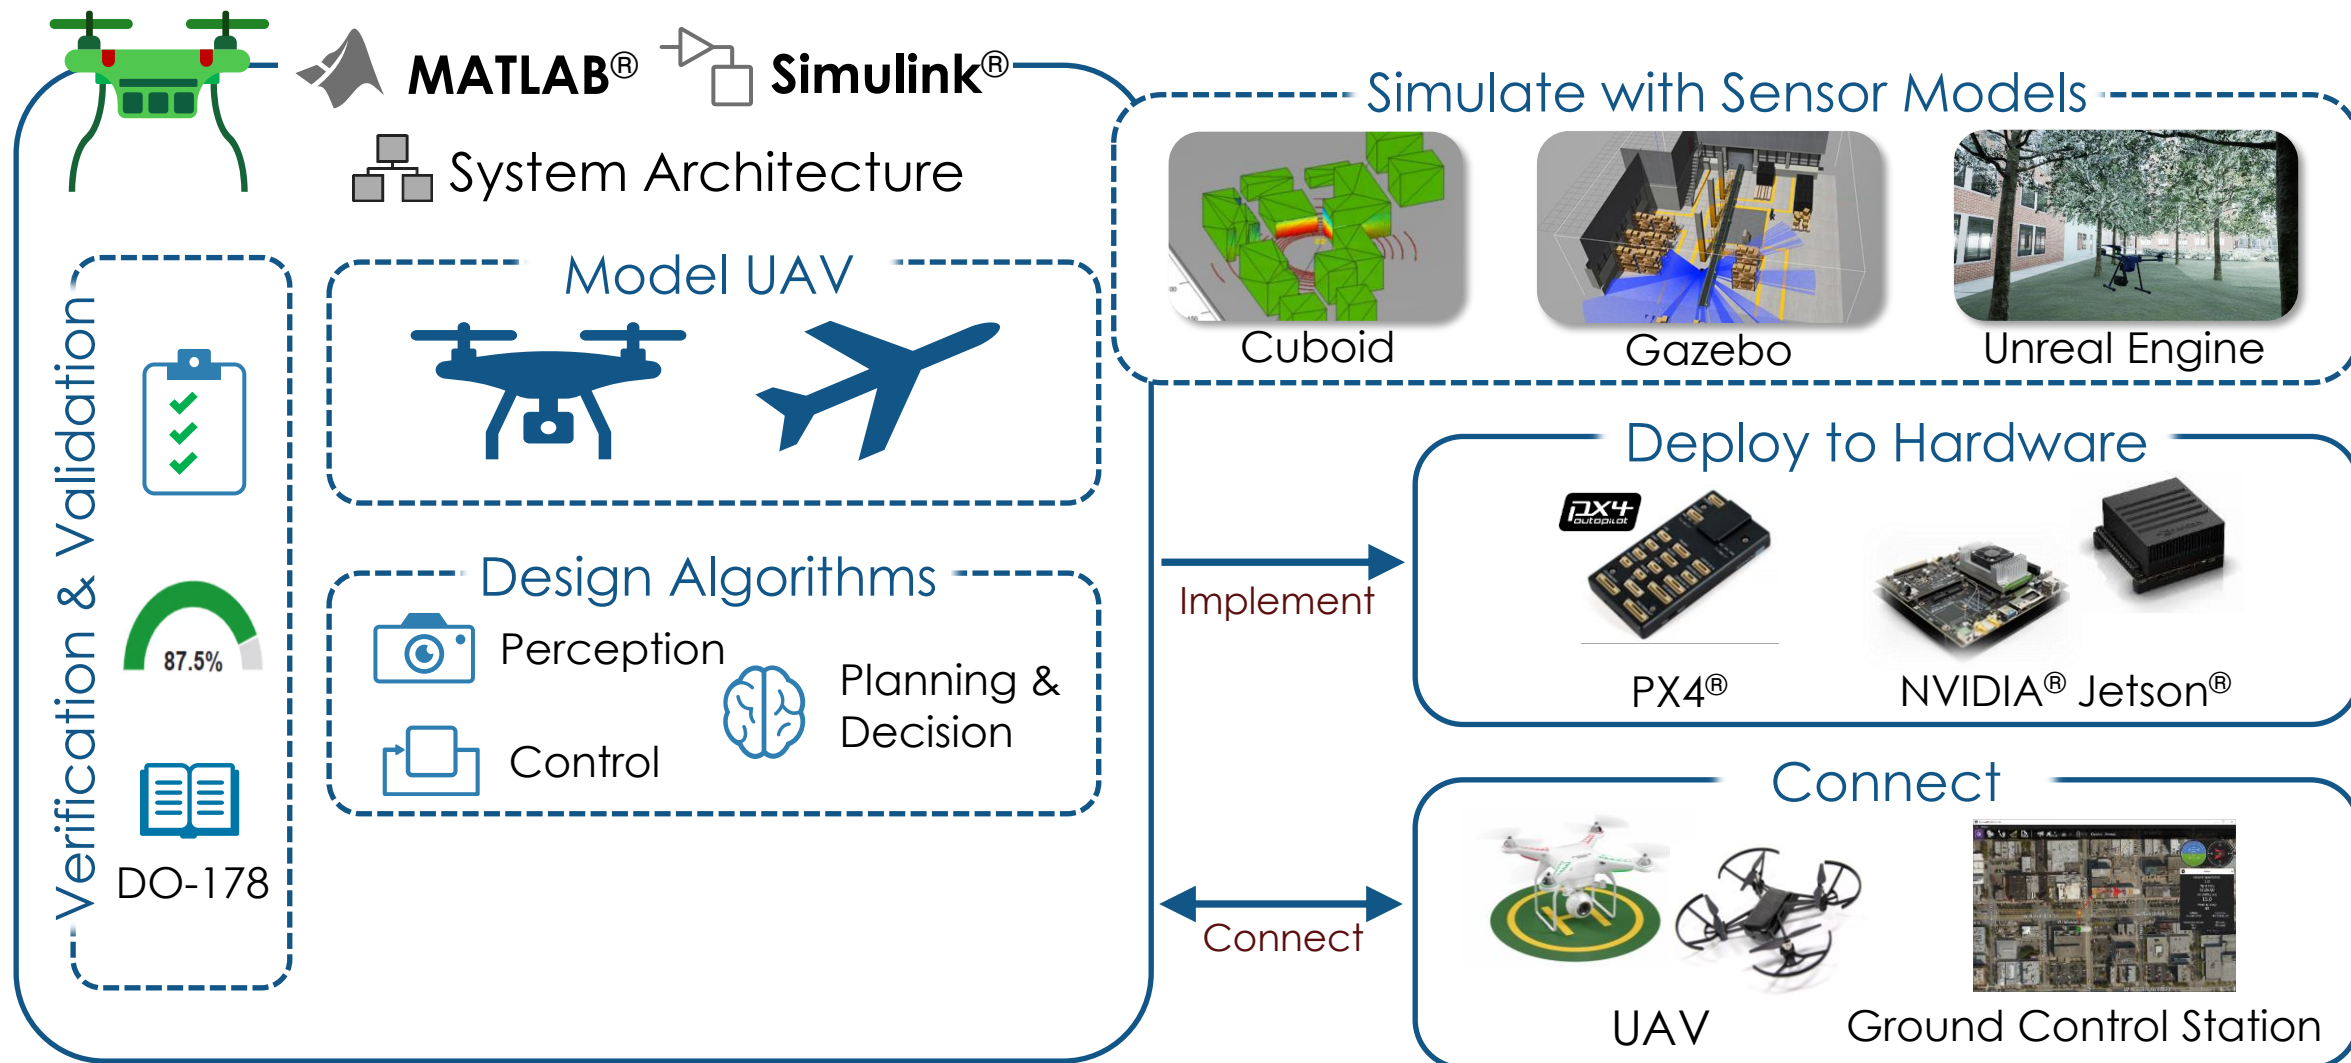 MATLAB®
Simulink®
System Architecture
Simulate with Sensor Models
Cuboid
Gazebo
Unreal Engine
Verification & Validation
87.5%
DO-178
Model UAV
Design Algorithms
Perception
Planning &
Decision
Control
Implement
Deploy to Hardware
px4
autopilot
PX4®
NVIDIA® Jetson®
Connect
Connect
H
UAV
Ground Control Station